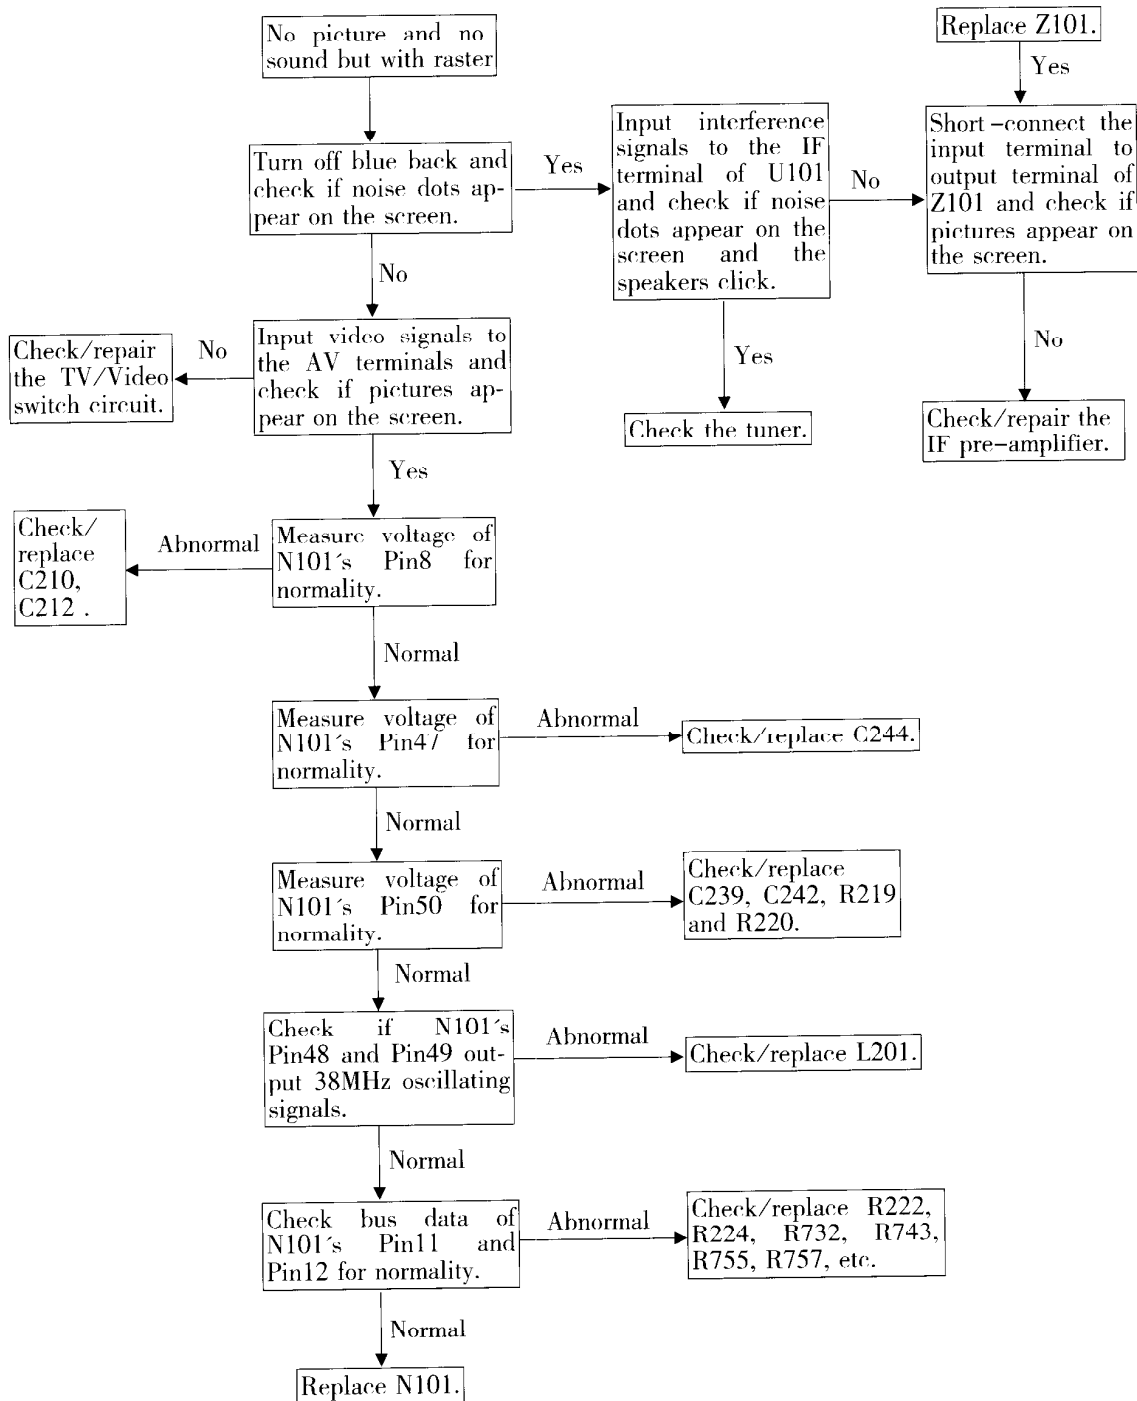 No picture and no
sound but with raster
Replace Z101.
Yes
Turn off blue back and
check if noise dots ap-
pear on the screen.
Yes
Input interference
signals to the IF
terminal of U101
and check if noise
dots appear on the
screen and the
speakers click.
No
Short-connect the
input terminal to
output terminal of
Z101 and check if
pictures appear on
the screen.
No
Yes
No
Check/repair
the TV/Video
switch circuit.
No
Input video signals to
the AV terminals and
check if pictures ap-
pear on the screen.
Check the tuner.
Check/repair the
IF pre-amplifier.
Yes
Check/
replace
C210,
C212 .
Abnormal
Measure voltage of
N101's Pin8 for
normality.
Normal
Measure voltage of
N101's Pin47 for
normality.
Abnormal
Check/replace C244.
Normal
Measure voltage of
N101's Pin50 for
normality.
Abnormal
Check/replace
C239, C242, R219
and R220.
Normal
Check if N101's
Pin48 and Pin49 out-
put 38MHz oscillating
signals.
Abnormal
Check/replace L201.
Normal
Check bus data of
N101's Pin11 and
Pin12 for normality.
Abnormal
Check/replace R222,
R224, R732, R743,
R755, R757, etc.
Normal
Replace N101.